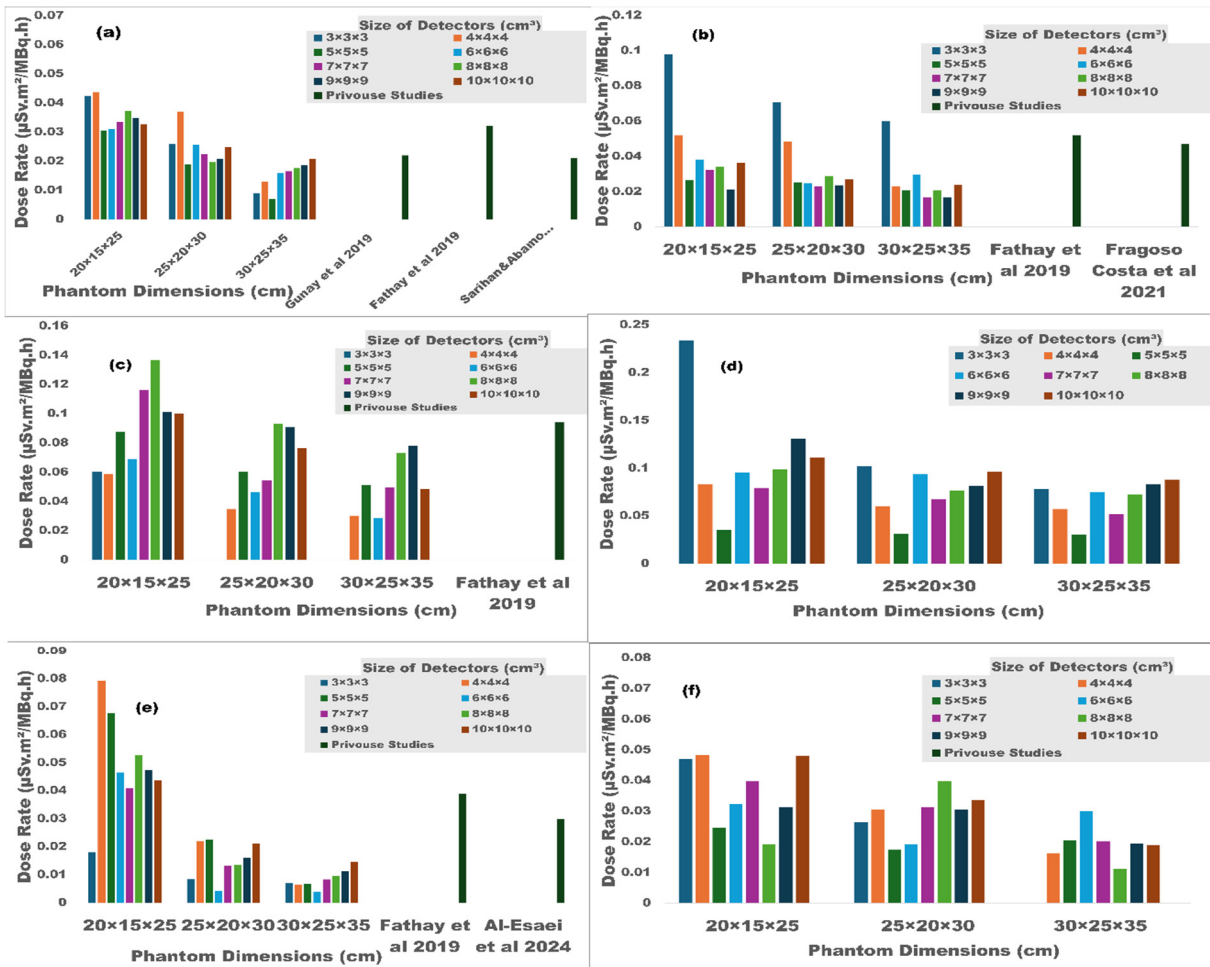 (a)
Dose Rate (µSv.m²/MBq.h)
0.07
0.06
0.05
0.04
0.03
0.02
0.01
0
Size of Detectors (cm³)
3×3×3 4×4×4
5×5×5 6×6×6
7×7×7 8×8×8
9×9×9 10×10×10
Privouse Studies
20×15×25
25×20×30
30×25×35
Gunay et al 2019
Fathay et al 2019
Sarihan&Abamo...
Phantom Dimensions (cm)
(b)
Dose Rate (µSv.m²/MBq.h)
0.12
0.1
0.08
0.06
0.04
0.02
0
Size of Detectors (cm³)
3×3×3 4×4×4
5×5×5 6×6×6
7×7×7 8×8×8
9×9×9 10×10×10
Privouse Studies
20×15×25 25×20×30 30×25×35 Fathay et Fragoso
al 2019 Costa et al
2021
Phantom Dimensions (cm)
(c)
Dose Rate (µSv.m²/MBq.h)
0.16
0.14
0.12
0.1
0.08
0.06
0.04
0.02
0
Size of Detectors (cm³)
3×3×3 4×4×4
5×5×5 6×6×6
7×7×7 8×8×8
9×9×9 10×10×10
Privouse Studies
20×15×25 25×20×30 30×25×35 Fathay et al
2019
Phantom Dimensions (cm)
(d)
Dose Rate (µSv.m²/MBq.h)
0.25
0.2
0.15
0.1
0.05
0
Size of Detectors (cm³)
3×3×3 4×4×4 5×5×5
6×6×6 7×7×7 8×8×8
9×9×9 10×10×10
20×15×25 25×20×30 30×25×35
Phantom Dimensions (cm)
(e)
Dose Rate (µSv.m²/MBq.h)
0.09
0.08
0.07
0.06
0.05
0.04
0.03
0.02
0.01
0
Size of Detectors (cm³)
3×3×3 4×4×4
5×5×5 6×6×6
7×7×7 8×8×8
9×9×9 10×10×10
Privouse Studies
20×15×25 25×20×30 30×25×35 Fathay et Al-Esaei
al 2019 et al 2024
Phantom Dimensions (cm)
(f)
Dose Rate (µSv.m²/MBq.h)
0.08
0.07
0.06
0.05
0.04
0.03
0.02
0.01
0
Size of Detectors (cm³)
3×3×3 4×4×4
5×5×5 6×6×6
7×7×7 8×8×8
9×9×9 10×10×10
Privouse Studies
20×15×25 25×20×30 30×25×35
Phantom Dimensions (cm)